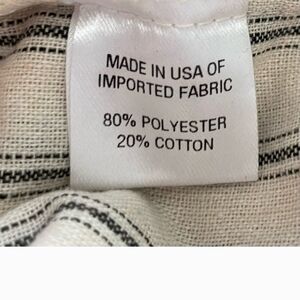 MADE IN USA OF
IMPORTED FABRIC
80% POLYESTER
20% COTTON